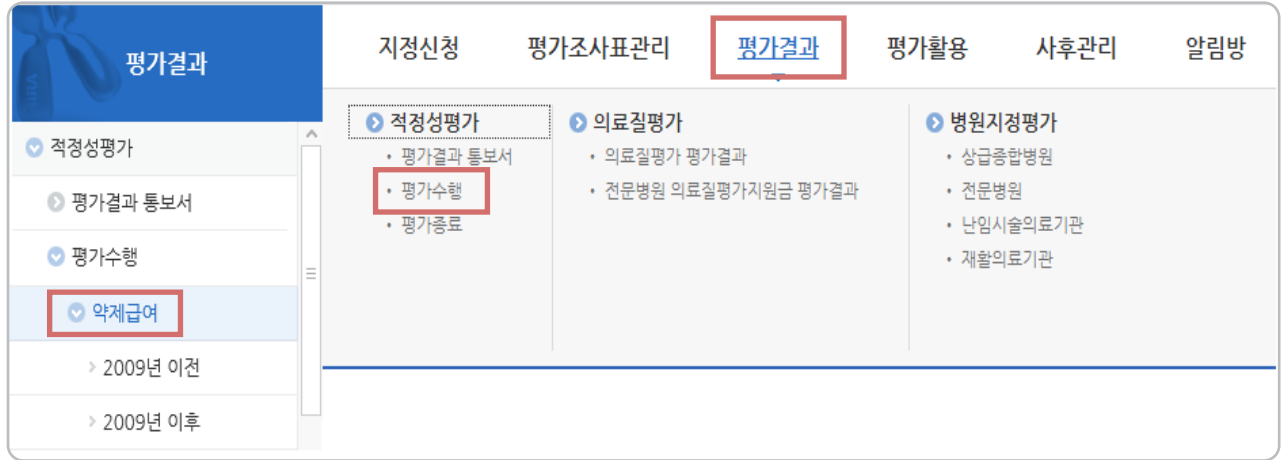 평가결과
적정성평가
평가결과 통보서
평가수행
약제급여
2009년 이전
2009년 이후
지정신청 평가조사표관리 평가결과 평가활용 사후관리 알림방
적정성평가
• 평가결과 통보서
• 평가수행
• 평가종료
의료질평가
• 의료질평가 평가결과
• 전문병원 의료질평가지원금 평가결과
병원지정평가
• 상급종합병원
• 전문병원
• 난임시술의료기관
• 재활의료기관